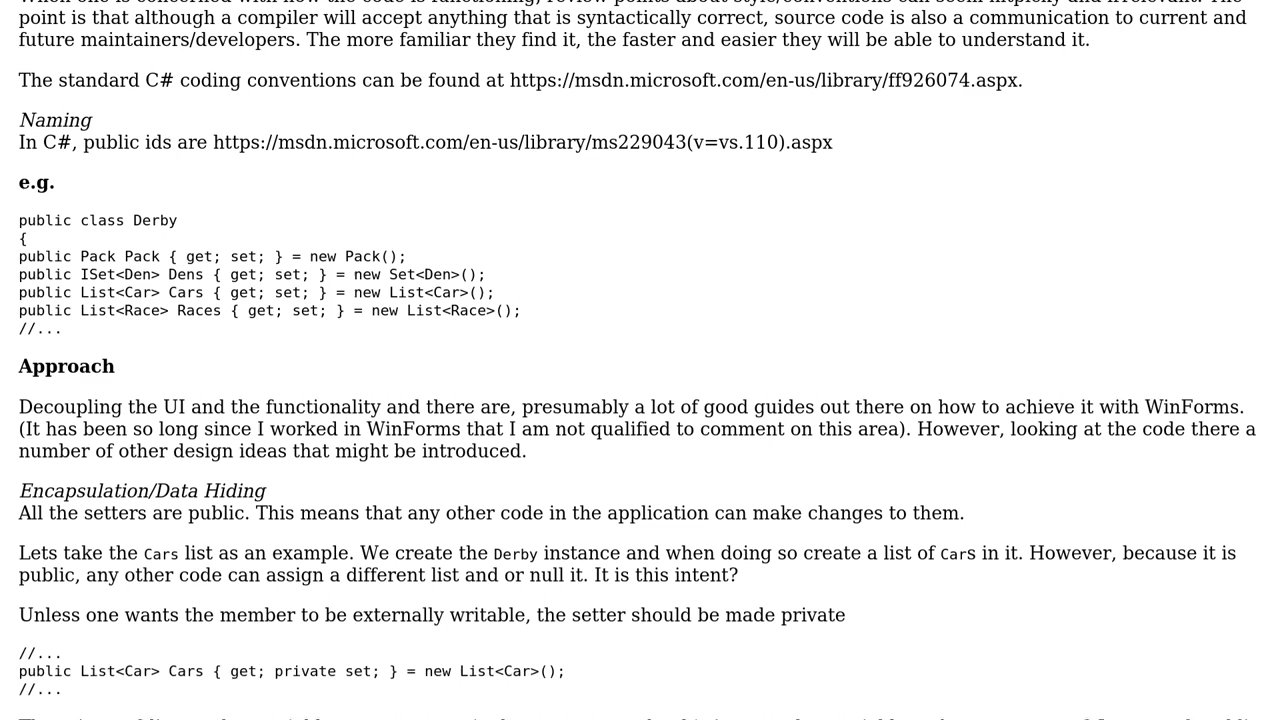 point is that although a compiler will accept anything that is syntactically correct, source code is also a communication to current and
future maintainers/developers. The more familiar they find it, the faster and easier they will be able to understand it.
The standard C# coding conventions can be found at https://msdn.microsoft.com/en-us/library/ff926074.aspx.
Naming
In C#, public ids are https://msdn.microsoft.com/en-us/library/ms229043(v=vs.110).aspx
e.g.
public class Derby
{
public Pack Pack { get; set; } = new Pack();
public ISet<Den> Dens { get; set; } = new Set<Den>();
public List<Car> Cars { get; set; } = new List<Car>();
public List<Race> Races { get; set; } = new List<Race>();
//...
Approach
Decoupling the UI and the functionality and there are, presumably a lot of good guides out there on how to achieve it with WinForms.
(It has been so long since I worked in WinForms that I am not qualified to comment on this area). However, looking at the code there a
number of other design ideas that might be introduced.
Encapsulation/Data Hiding
All the setters are public. This means that any other code in the application can make changes to them.
Lets take the Cars list as an example. We create the Derby instance and when doing so create a list of Cars in it. However, because it is
public, any other code can assign a different list and or null it. It is this intent?
Unless one wants the member to be externally writable, the setter should be made private
//...
public List<Car> Cars { get; private set; } = new List<Car>();
//...